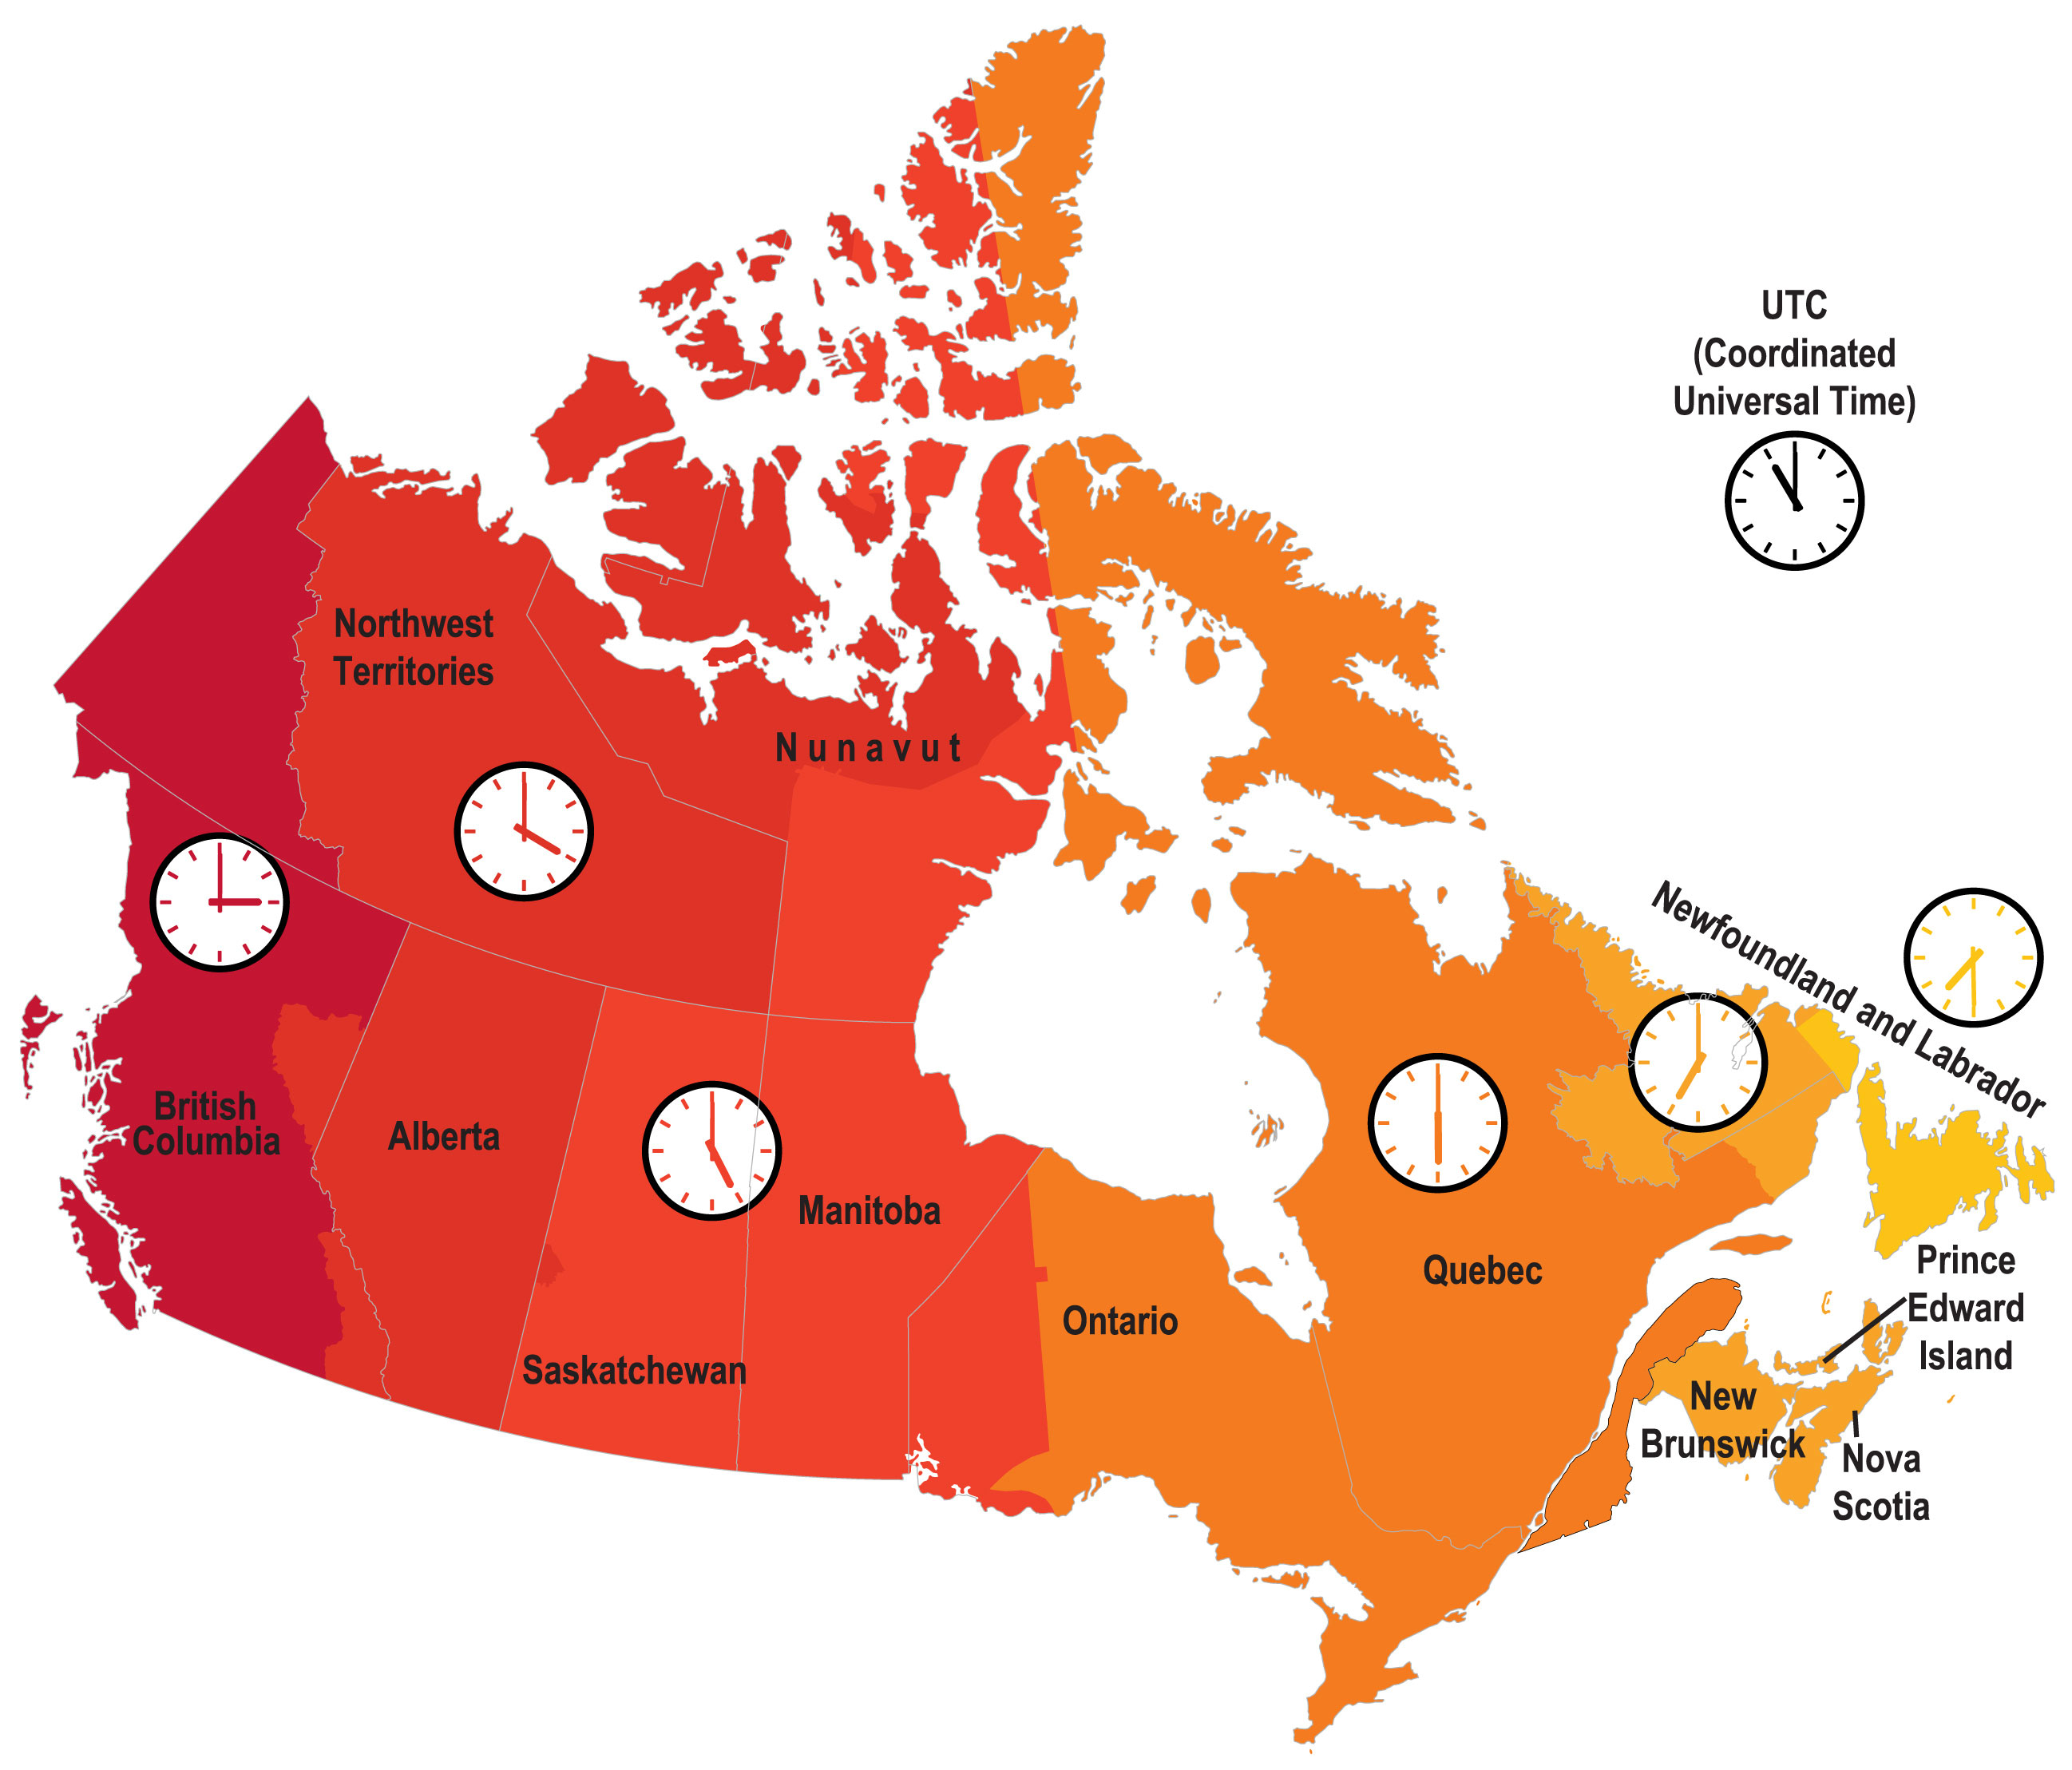 UTC
(Coordinated
Universal Time)
Northwest
Territories
N u n a v u t
Newfoundland and Labrador
British
Columbia
Alberta
Manitoba
Saskatchewan
Ontario
Quebec
Prince
Edward
Island
New
Brunswick
Nova
Scotia